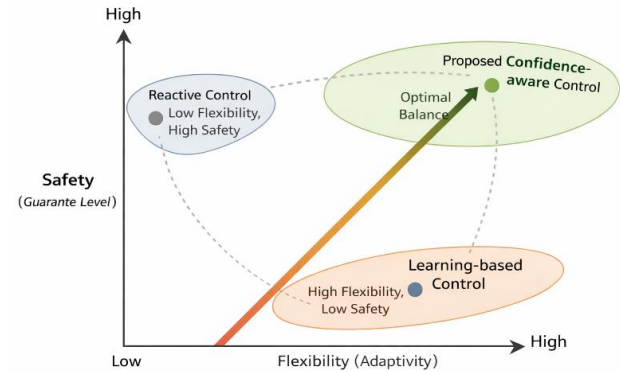 High
Proposed Confidence-
aware Control
Reactive Control
Low Flexibility,
High Safety
Optimal
Balance
Safety
(Guarante Level)
Learning-based
Control
High Flexibility,
Low Safety
High
Low
Flexibility (Adaptivity)